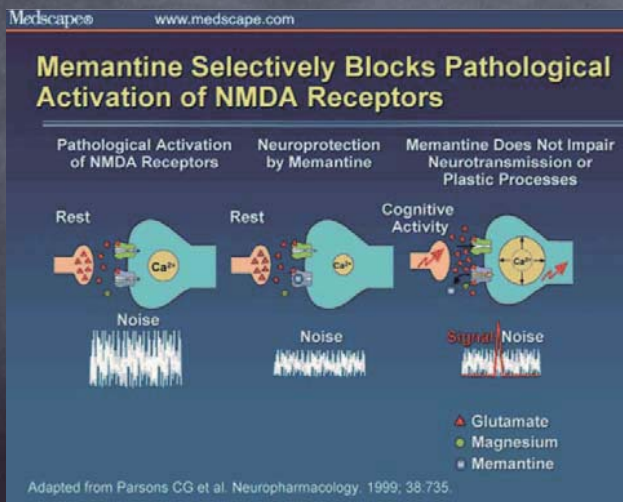 Medscape® www.medscape.com
Memantine Selectively Blocks Pathological
Activation of NMDA Receptors
Pathological Activation
of NMDA Receptors
Neuroprotection
by Memantine
Memantine Does Not Impair
Neurotransmission or
Plastic Processes
Rest
Ca²⁺
Noise
Rest
Ca²⁺
Noise
Cognitive
Activity
Ca²⁺
Signal Noise
Glutamate
Magnesium
Memantine
Adapted from Parsons CG et al. Neuropharmacology. 1999; 38:735.